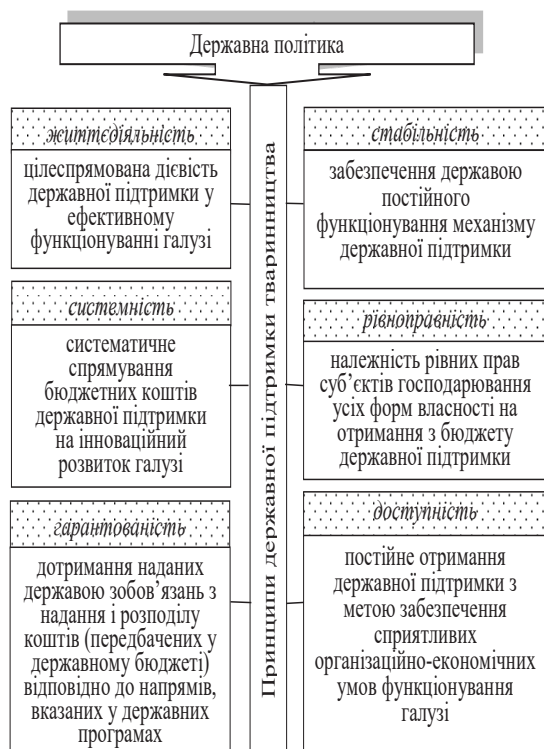 Державна політика
життєдіяльність
цілеспрямована дієвість
державної підтримки у
ефективному
функціонуванні галузі
системність
систематичне
спрямування
бюджетних коштів
державної підтримки
на інноваційний
розвиток галузі
гарантованість
дотримання наданих
державою зобов’язань з
надання і розподілу
коштів (передбачених у
державному бюджеті)
відповідно до напрямів,
вказаних у державних
програмах
Принципи державної підтримки тваринництва
стабільність
забезпечення державою
постійного
функціонування механізму
державної підтримки
рівноправність
належність рівних прав
суб’єктів господарювання
усіх форм власності на
отримання з бюджету
державної підтримки
доступність
постійне отримання
державної підтримки з
метою забезпечення
сприятливих
організаційно-економічних
умов функціонування
галузі